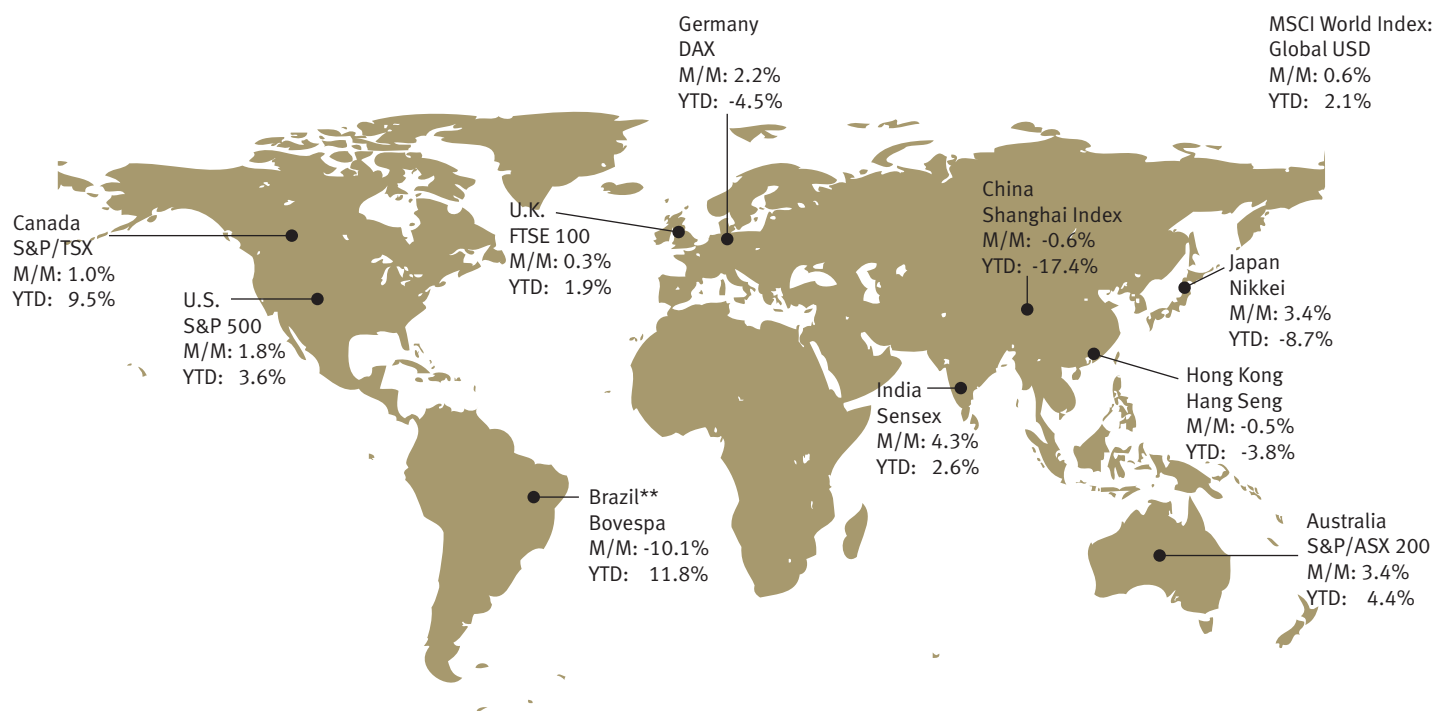 Germany
DAX
M/M: 2.2%
YTD: -4.5%
MSCI World Index:
Global USD
M/M: 0.6%
YTD: 2.1%
Canada
S&P/TSX
M/M: 1.0%
YTD: 9.5%
U.S.
S&P 500
M/M: 1.8%
YTD: 3.6%
U.K.
FTSE 100
M/M: 0.3%
YTD: 1.9%
China
Shanghai Index
M/M: -0.6%
YTD: -17.4%
Japan
Nikkei
M/M: 3.4%
YTD: -8.7%
India
Sensex
M/M: 4.3%
YTD: 2.6%
Hong Kong
Hang Seng
M/M: -0.5%
YTD: -3.8%
Brazil**
Bovespa
M/M: -10.1%
YTD: 11.8%
Australia
S&P/ASX 200
M/M: 3.4%
YTD: 4.4%